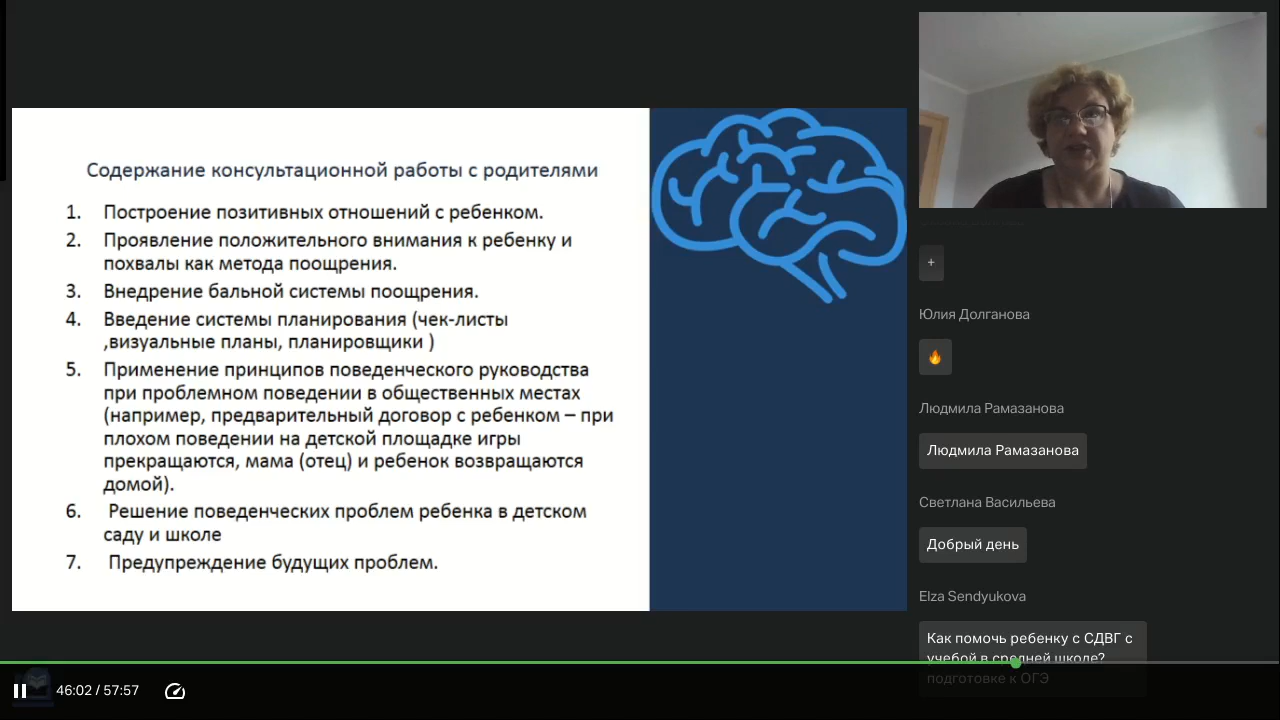 Содержание консультационной работы с родителями
1. Построение позитивных отношений с ребенком.
2. Проявление положительного внимания к ребенку и
похвалы как метода поощрения.
3. Внедрение бальной системы поощрения.
4. Введение системы планирования (чек-листы
,визуальные планы, планировщики )
5. Применение принципов поведенческого руководства
при проблемном поведении в общественных местах
(например, предварительный договор с ребенком – при
плохом поведении на детской площадке игры
прекращаются, мама (отец) и ребенок возвращаются
домой).
6. Решение поведенческих проблем ребенка в детском
саду и школе
7. Предупреждение будущих проблем.
+
Юлия Долганова
🔥
Людмила Рамазанова
Людмила Рамазанова
Светлана Васильева
Добрый день
Elza Sendyukova
Как помочь ребенку с СДВГ с
учебой в средней школе?
подготовке к ОГЭ
46:02 / 57:57